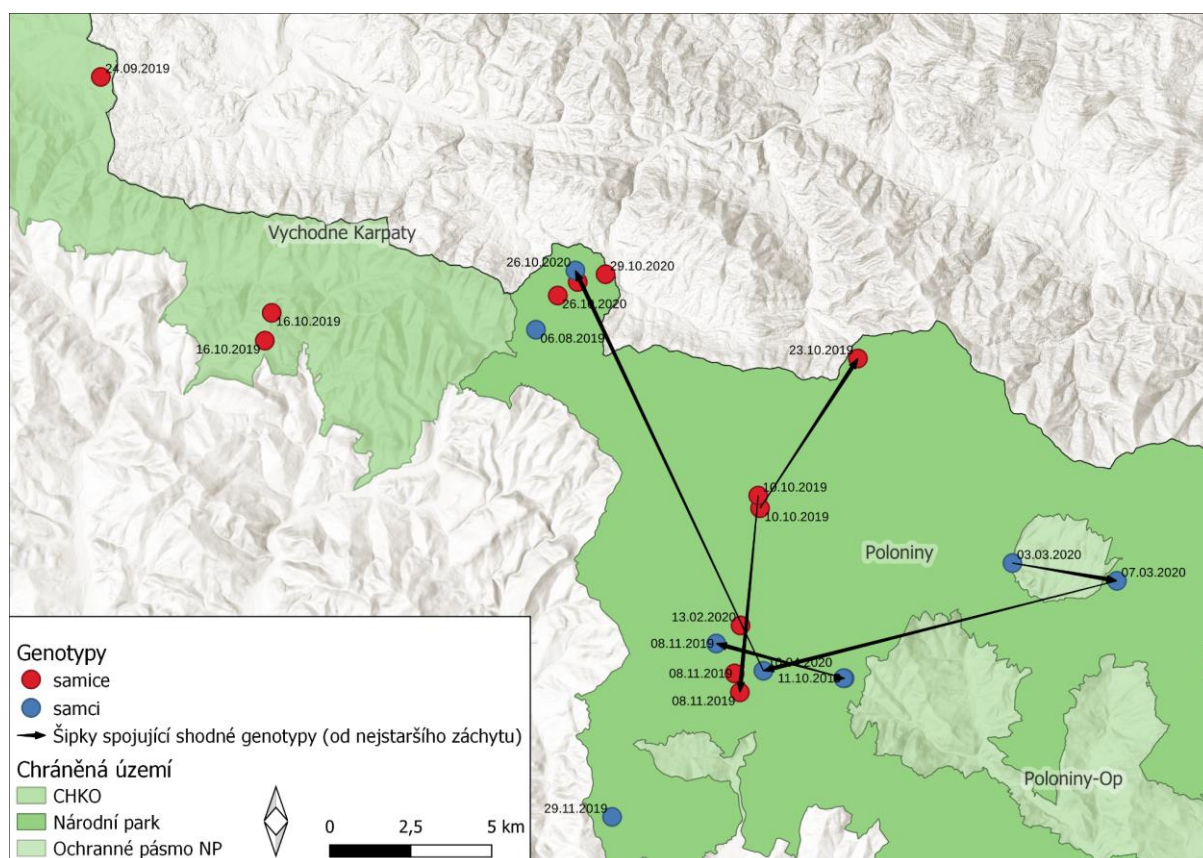 24.09.2019
Vychodne Karpaty
26.10.2020
29.10.2020
26.10.2020
16.10.2019
06.08.2019
16.10.2019
23.10.2019
10.10.2019
10.10.2019
Poloniny
03.03.2020
07.03.2020
13.02.2020
08.11.2019
11.10.2019
08.11.2019
08.11.2019
Poloniny-Op
29.11.2019
Genotypy
samice
samci
Šipky spojující shodné genotypy (od nejstaršího záchytu)
Chráněná území
CHKO
Národní park
Ochranné pásmo NP
0 2,5 5 km